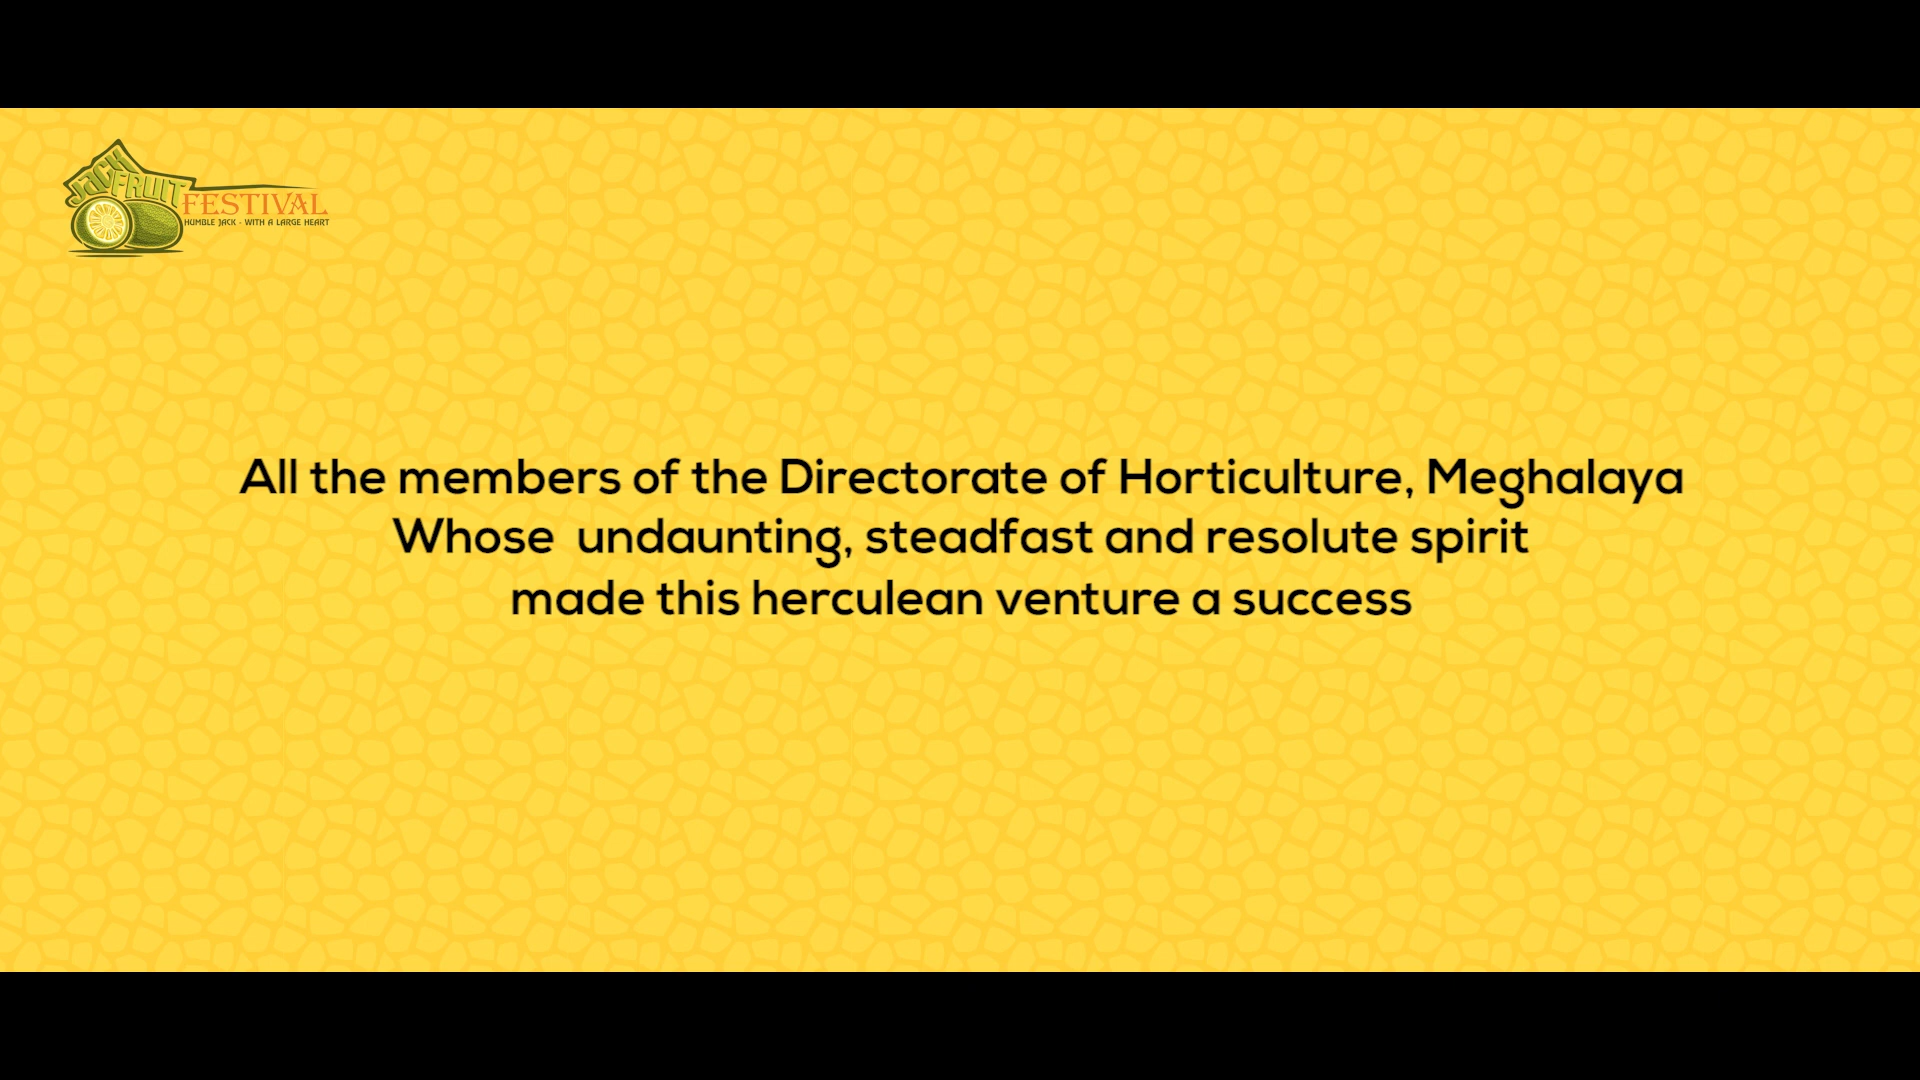 JACK
FRUIT
FESTIVAL
HUMBLE JACK - WITH A LARGE HEART
All the members of the Directorate of Horticulture, Meghalaya
Whose  undaunting, steadfast and resolute spirit
made this herculean venture a success